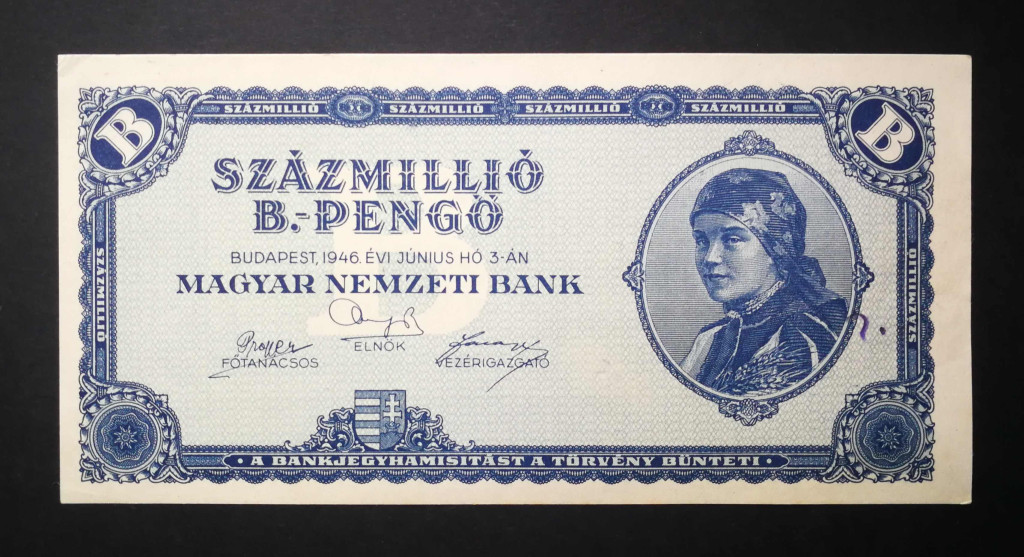 SZÁZMILLIÓ SZÁZMILLIÓ SZÁZMILLIÓ SZÁZMILLIÓ
B B
SZÁZMILLIÓ
B.-PENGŐ
BUDAPEST, 1946. ÉVI JÚNIUS HÓ 3-ÁN
MAGYAR NEMZETI BANK
ELNÖK
FŐTANÁCSOS VEZÉRIGAZGATÓ
SZÁZMILLIÓ
SZÁZMILLIÓ
B
· A BANKJEGYHAMISITÁST A TÖRVÉNY BÜNTETI ·